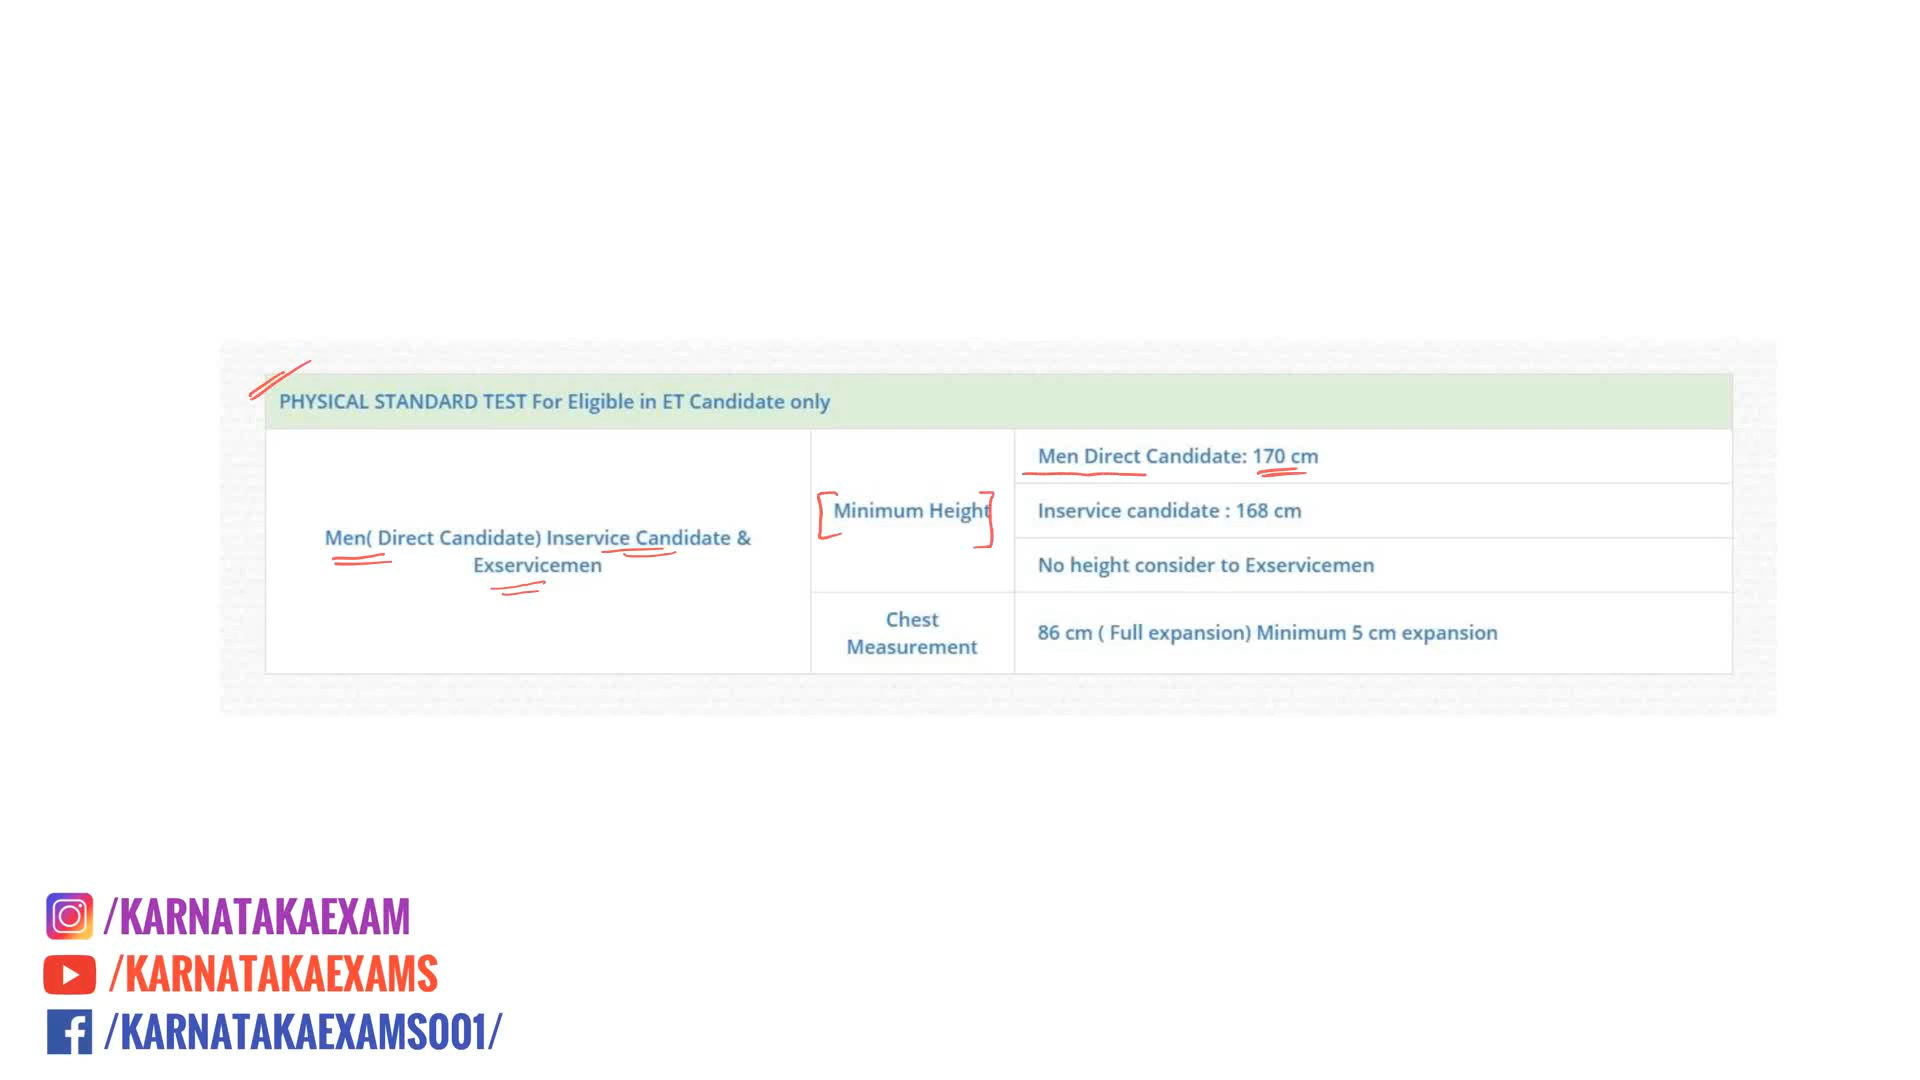 PHYSICAL STANDARD TEST For Eligible in ET Candidate only
Men( Direct Candidate) Inservice Candidate &
Exservicemen
Minimum Height
Men Direct Candidate: 170 cm
Inservice candidate : 168 cm
No height consider to Exservicemen
Chest
Measurement
86 cm ( Full expansion) Minimum 5 cm expansion
/KARNATAKAEXAM
/KARNATAKAEXAMS
/KARNATAKAEXAMS001/